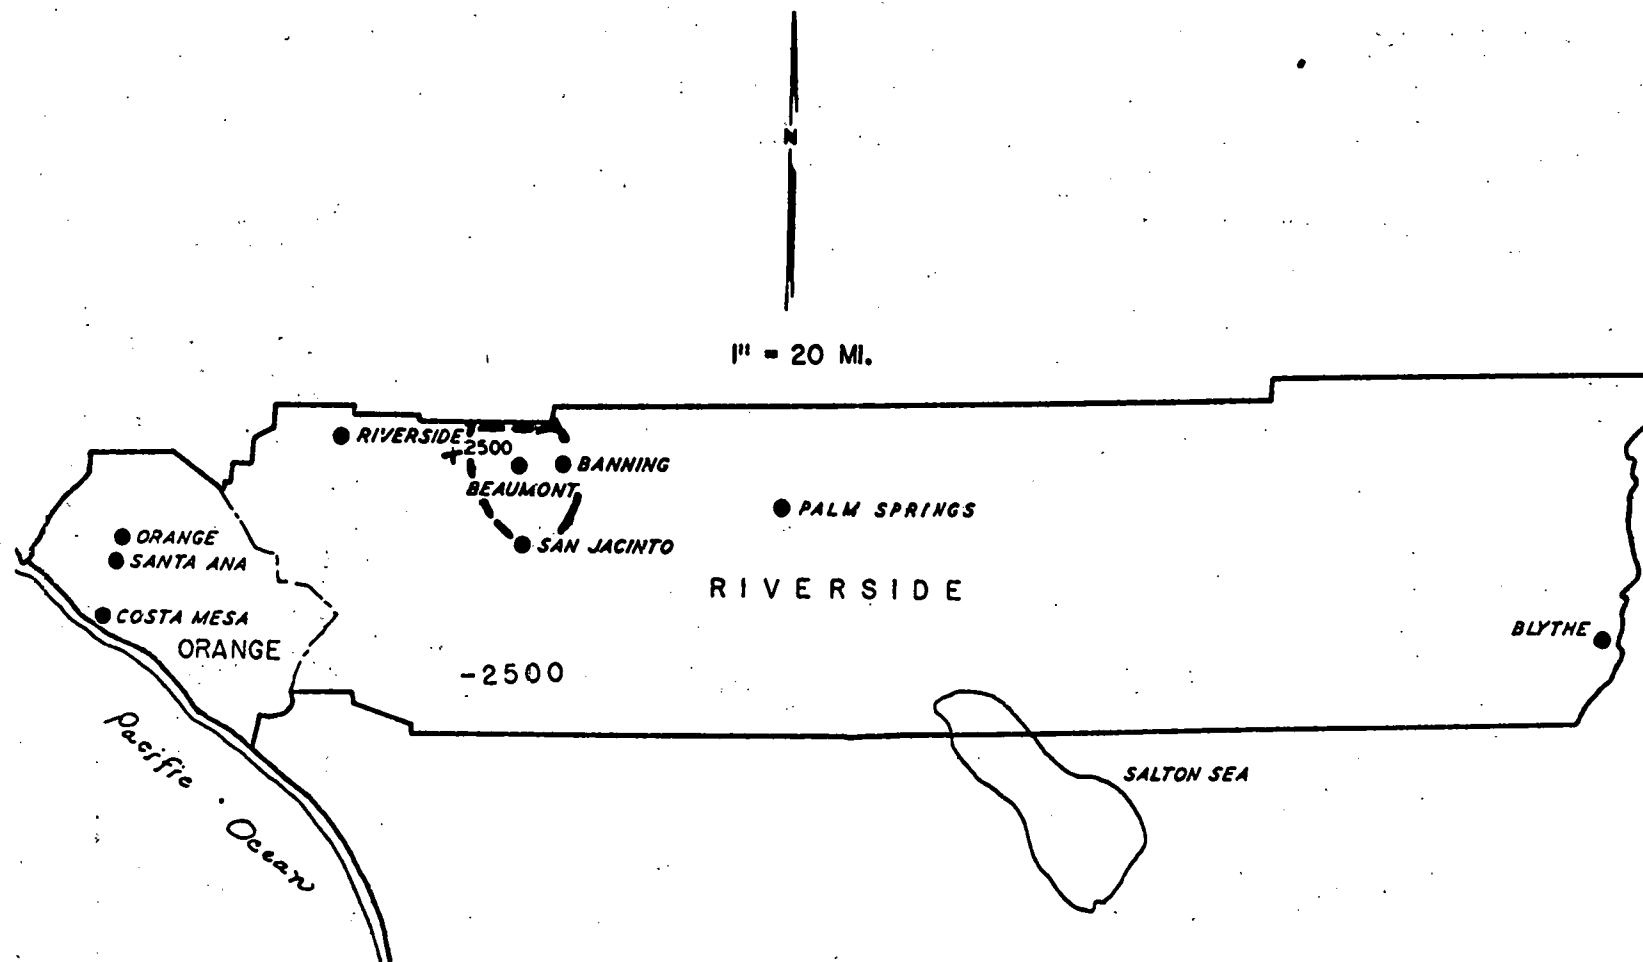 N
1" = 20 MI.
RIVERSIDE
+2500
BANNING
BEAUMONT
PALM SPRINGS
ORANGE
SAN JACINTO
SANTA ANA
RIVERSIDE
COSTA MESA
BLYTHE
ORANGE
-2500
Pacific Ocean
SALTON SEA